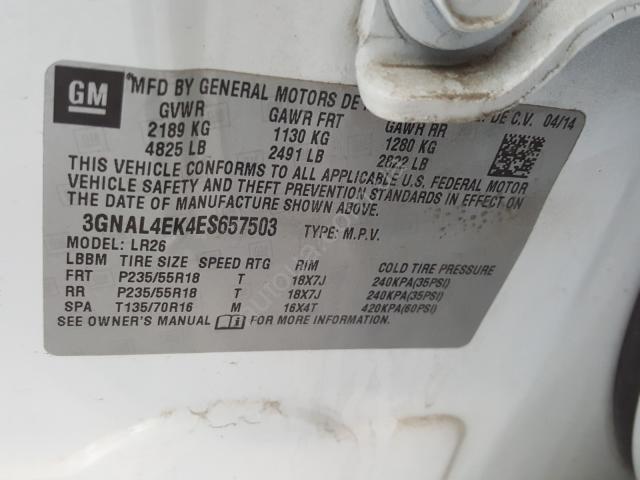 GM
MFD BY GENERAL MOTORS DE DE C.V. 04/14
GVWR GAWR FRT GAWR RR
2189 KG 1130 KG 1280 KG
4825 LB 2491 LB 2822 LB
THIS VEHICLE CONFORMS TO ALL APPLICABLE U.S. FEDERAL MOTOR
VEHICLE SAFETY AND THEFT PREVENTION STANDARDS IN EFFECT ON
THE DATE OF MANUFACTURE SHOWN ABOVE.
3GNAL4EK4ES657503 TYPE: M.P.V.
MODEL: LR26
LBBM TIRE SIZE SPEED RTG RIM COLD TIRE PRESSURE
FRT P235/55R18 T 18X7J 240KPA(35PSI)
RR P235/55R18 T 18X7J 240KPA(35PSI)
SPA T135/70R16 M 16X4T 420KPA(60PSI)
SEE OWNER'S MANUAL FOR MORE INFORMATION.